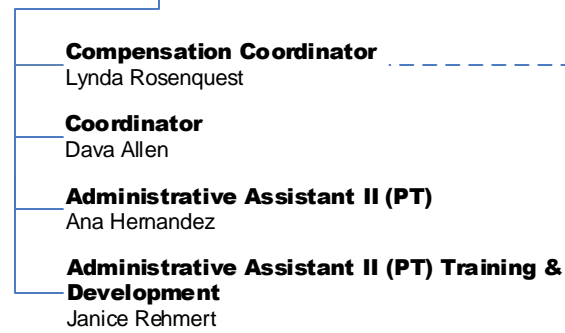 Compensation Coordinator
Lynda Rosenquest
Coordinator
Dava Allen
Administrative Assistant II (PT)
Ana Hernandez
Administrative Assistant II (PT) Training &
Development
Janice Rehmert